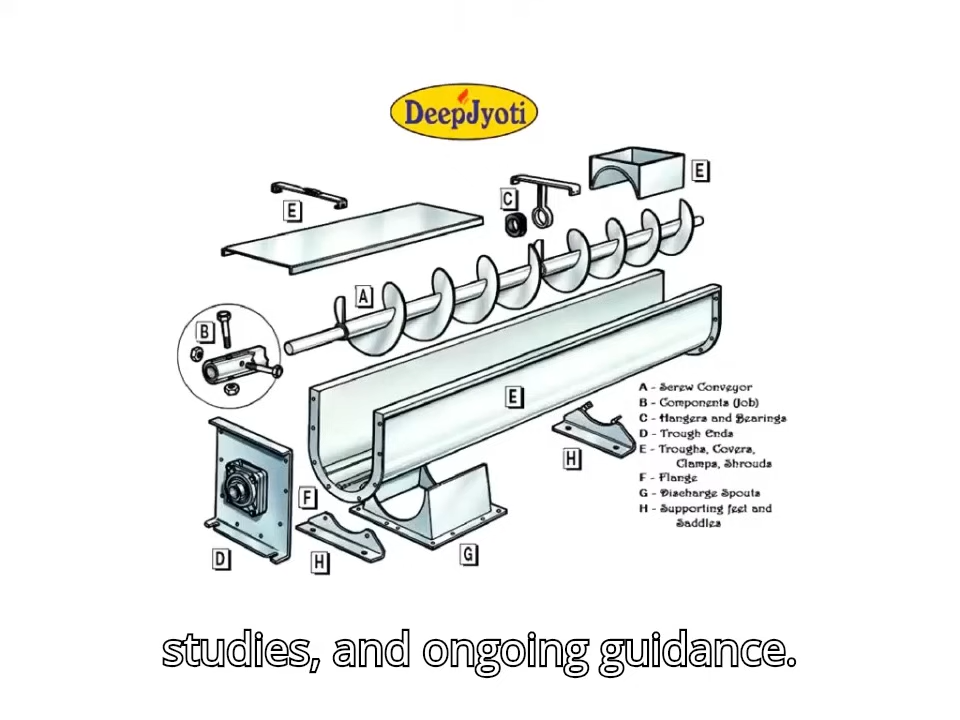 DeepJyoti
E
C
E
A
B
E
H
F
D
H
G
A - Screw Conveyor
B - Components (Job)
C - Hangers and Bearings
D - Trough Ends
E - Troughs, Covers,
Clamps, Shrouds
F - Flange
G - Discharge Spouts
H - Supporting feet and
Saddles
studies, and ongoing guidance.